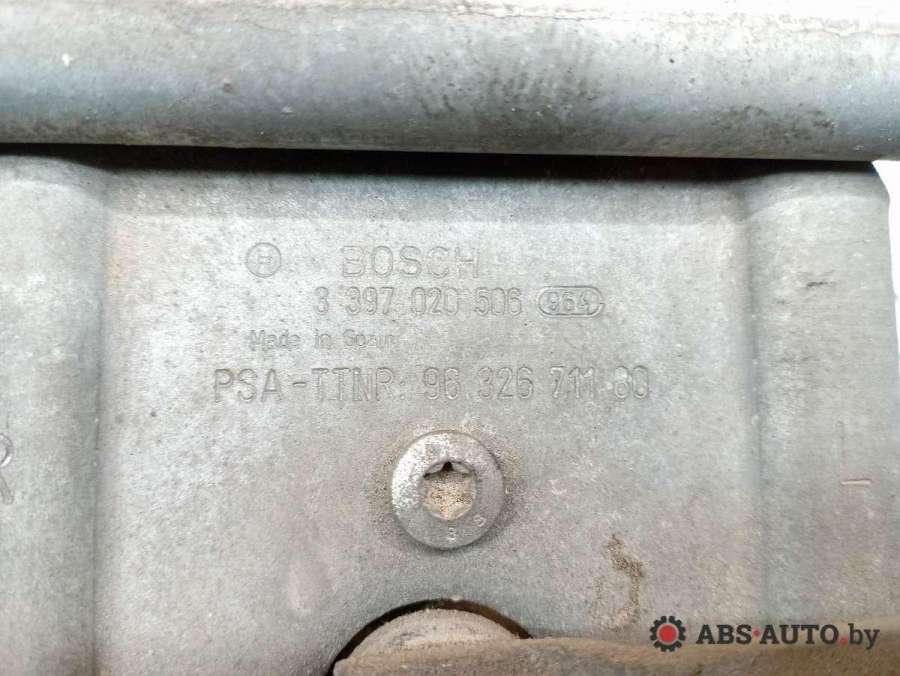 BOSCH
3 397 020 506 964
Made in Spain
PSA-TTNR. 96 326 711 80
R
ABS-AUTO.by